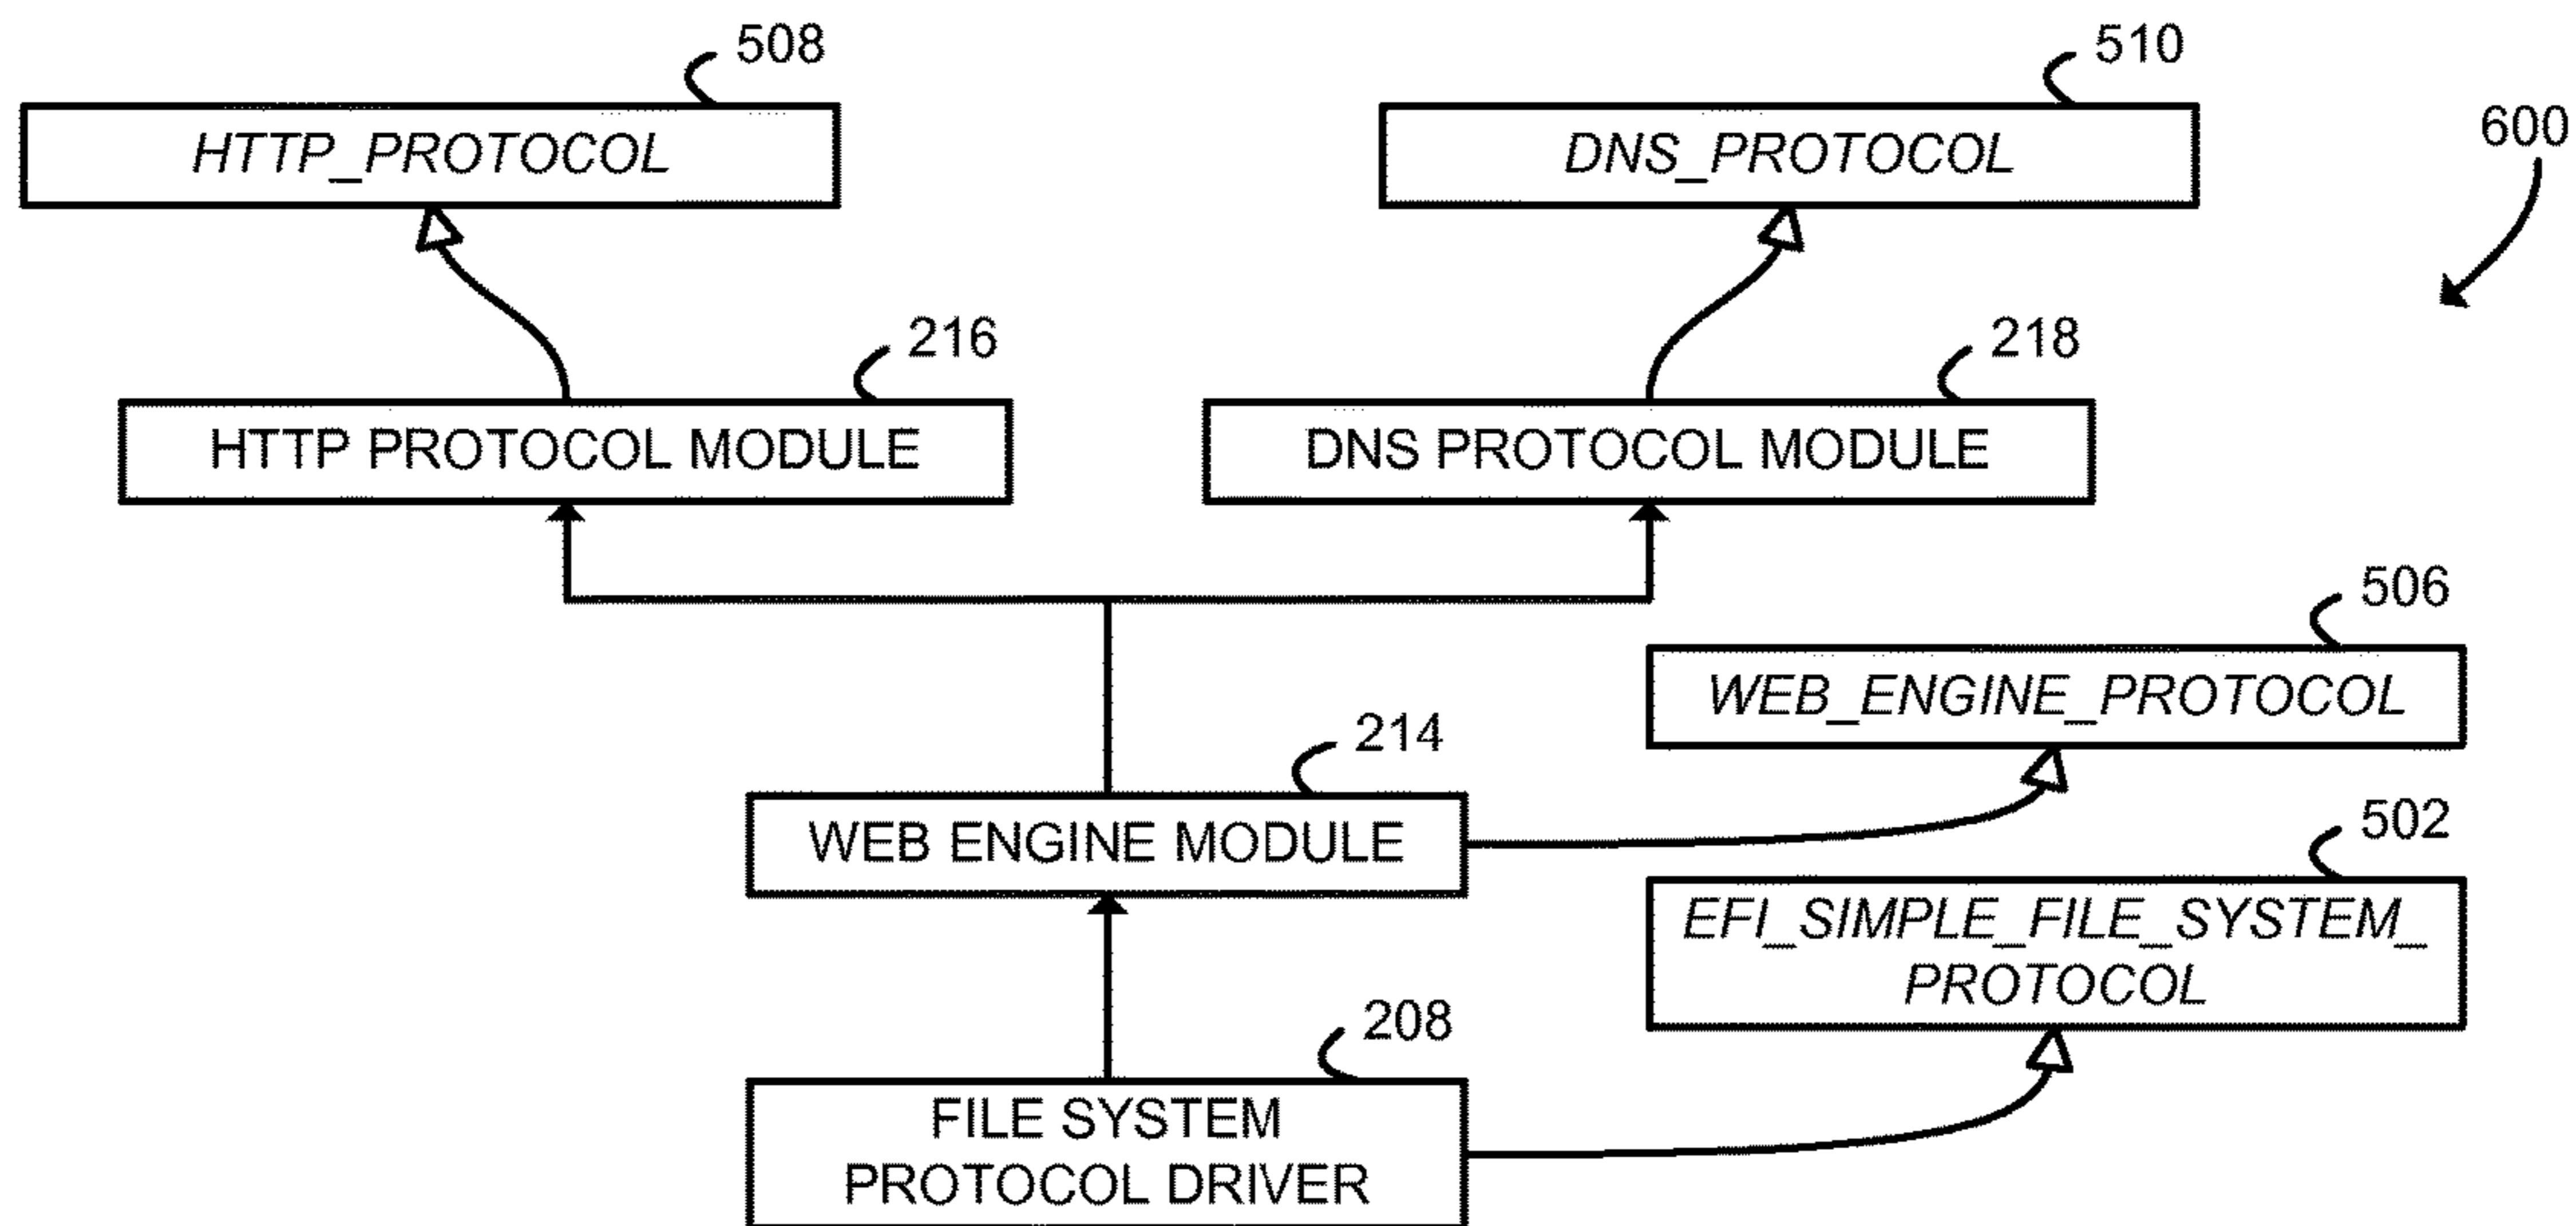 508
510
HTTP_PROTOCOL
DNS_PROTOCOL
600
216
218
HTTP PROTOCOL MODULE
DNS PROTOCOL MODULE
506
WEB_ENGINE_PROTOCOL
214
502
WEB ENGINE MODULE
EFI_SIMPLE_FILE_SYSTEM_
PROTOCOL
208
FILE SYSTEM
PROTOCOL DRIVER